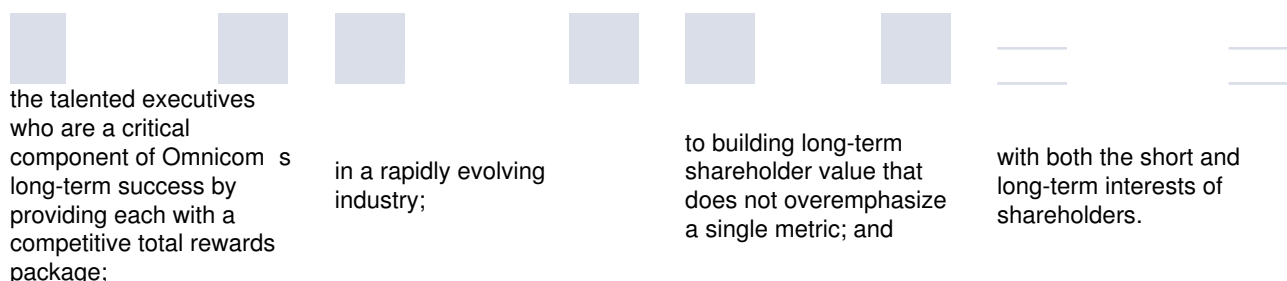 the talented executives
who are a critical
component of Omnicom s
long-term success by
providing each with a
competitive total rewards
package;
in a rapidly evolving
industry;
to building long-term
shareholder value that
does not overemphasize
a single metric; and
with both the short and
long-term interests of
shareholders.